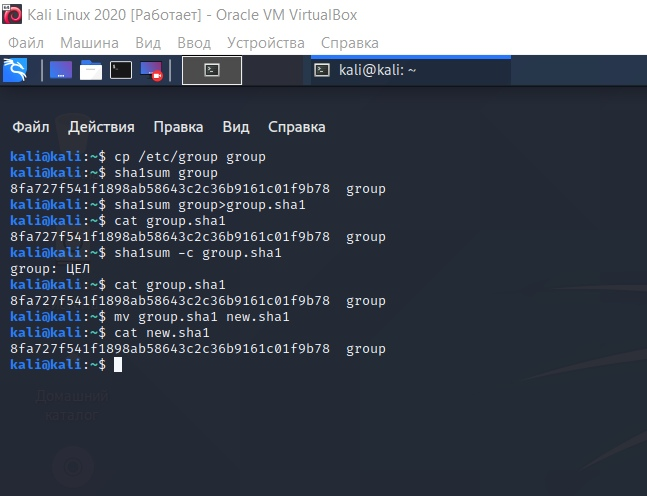 Kali Linux 2020 [Работает] - Oracle VM VirtualBox
Файл Машина Вид Ввод Устройства Справка
kali@kali: ~
Файл Действия Правка Вид Справка
kali@kali:~$ cp /etc/group group
kali@kali:~$ sha1sum group
8fa727f541f1898ab58643c2c36b9161c01f9b78  group
kali@kali:~$ sha1sum group>group.sha1
kali@kali:~$ cat group.sha1
8fa727f541f1898ab58643c2c36b9161c01f9b78  group
kali@kali:~$ sha1sum -c group.sha1
group: ЦЕЛ
kali@kali:~$ cat group.sha1
8fa727f541f1898ab58643c2c36b9161c01f9b78  group
kali@kali:~$ mv group.sha1 new.sha1
kali@kali:~$ cat new.sha1
8fa727f541f1898ab58643c2c36b9161c01f9b78  group
kali@kali:~$
Домашний
каталог